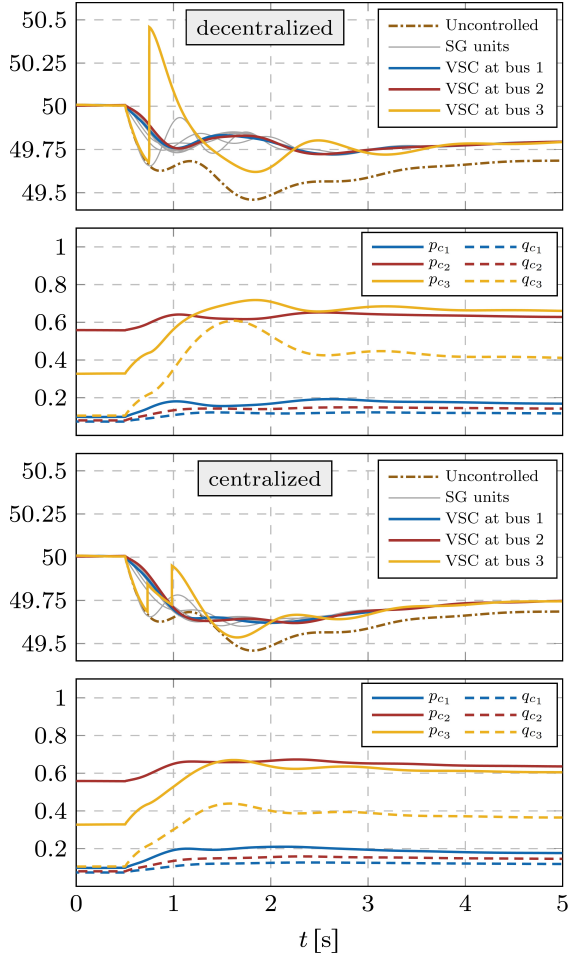 50.5
decentralized
Uncontrolled
SG units
VSC at bus 1
VSC at bus 2
VSC at bus 3
50.25
50
49.75
49.5
1
0.8
0.6
0.4
0.2
p_{c_1} q_{c_1}
p_{c_2} q_{c_2}
p_{c_3} q_{c_3}
50.5
centralized
Uncontrolled
SG units
VSC at bus 1
VSC at bus 2
VSC at bus 3
50.25
50
49.75
49.5
1
0.8
0.6
0.4
0.2
p_{c_1} q_{c_1}
p_{c_2} q_{c_2}
p_{c_3} q_{c_3}
0 1 2 3 4 5
t [s]